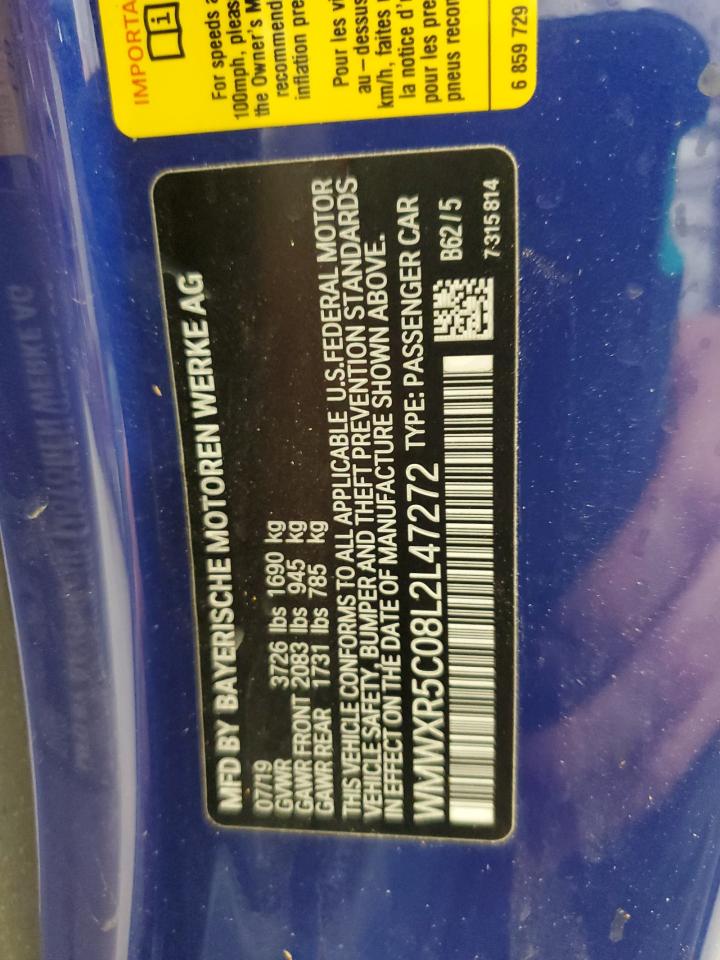 IMPORTA
i
For speeds a
100mph, pleas
the Owner's M
recommend
inflation pre
Pour les vi
au-dessus
km/h, faites r
la notice d'u
pour les pre
pneus recor
6 859 729
MFD BY BAYERISCHE MOTOREN WERKE AG
07/19
GVWR 3726 lbs 1690 kg
GAWR FRONT 2083 lbs 945 kg
GAWR REAR 1731 lbs 785 kg
THIS VEHICLE CONFORMS TO ALL APPLICABLE U.S.FEDERAL MOTOR
VEHICLE SAFETY, BUMPER AND THEFT PREVENTION STANDARDS
IN EFFECT ON THE DATE OF MANUFACTURE SHOWN ABOVE.
WMWXR5C08L2L47272 TYPE: PASSENGER CAR
B62/5
7·315 814